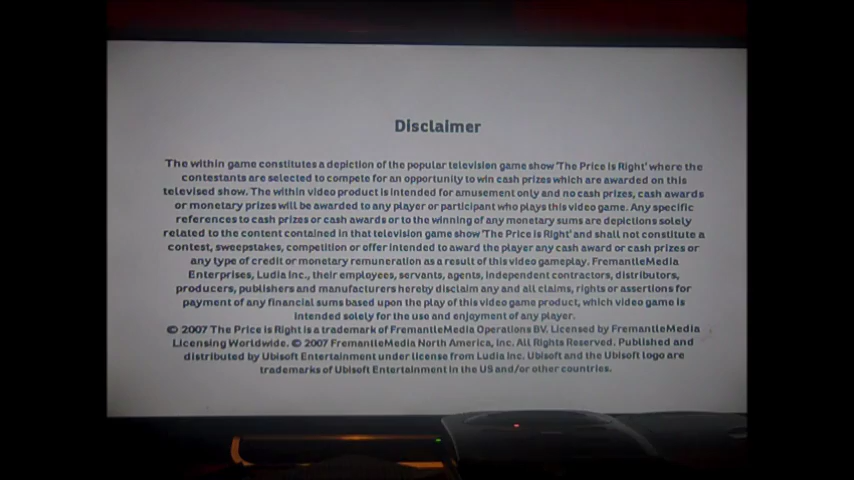 Disclaimer
The within game constitutes a depiction of the popular television game show 'The Price is Right' where the
contestants are selected to compete for an opportunity to win cash prizes which are awarded on this
televised show. The within video product is intended for amusement only and no cash prizes, cash awards
or monetary prizes will be awarded to any player or participant who plays this video game. Any specific
references to cash prizes or cash awards or to the winning of any monetary sums are depictions solely
related to the content contained in that television game show 'The Price is Right' and shall not constitute a
contest, sweepstakes, competition or offer intended to award the player any cash award or cash prizes or
any type of credit or monetary remuneration as a result of this video gameplay. FremantleMedia
Enterprises, Ludia Inc., their employees, servants, agents, independent contractors, distributors,
producers, publishers and manufacturers hereby disclaim any and all claims, rights or assertions for
payment of any financial sums based upon the play of this video game product, which video game is
intended solely for the use and enjoyment of any player.
© 2007 The Price is Right is a trademark of FremantleMedia Operations BV. Licensed by FremantleMedia
Licensing Worldwide. © 2007 FremantleMedia North America, Inc. All Rights Reserved. Published and
distributed by Ubisoft Entertainment under license from Ludia Inc. Ubisoft and the Ubisoft logo are
trademarks of Ubisoft Entertainment in the US and/or other countries.